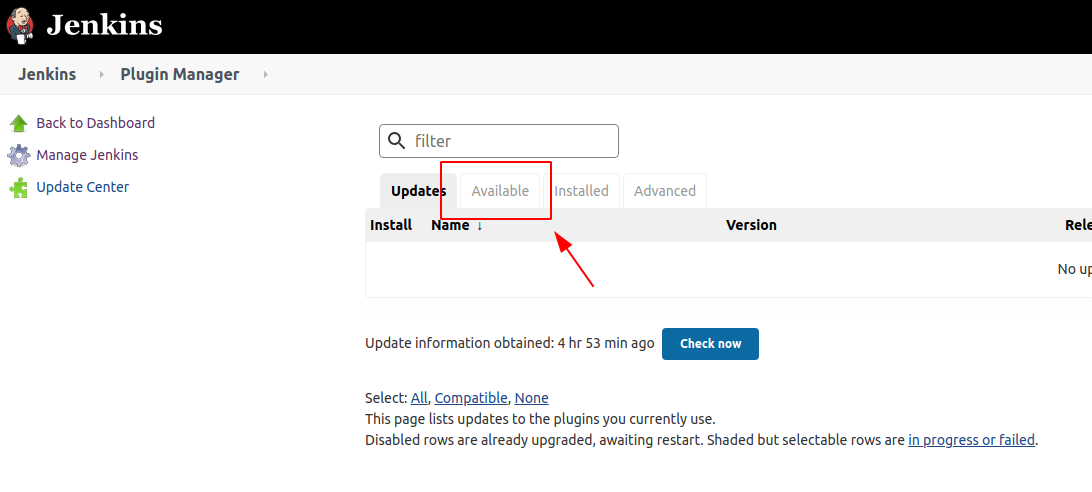 Jenkins
Jenkins Plugin Manager
Back to Dashboard
Manage Jenkins
Update Center
filter
Updates Available Installed Advanced
Install Name ↓ Version Rele
No up
Update information obtained: 4 hr 53 min ago Check now
Select: All, Compatible, None
This page lists updates to the plugins you currently use.
Disabled rows are already upgraded, awaiting restart. Shaded but selectable rows are in progress or failed.